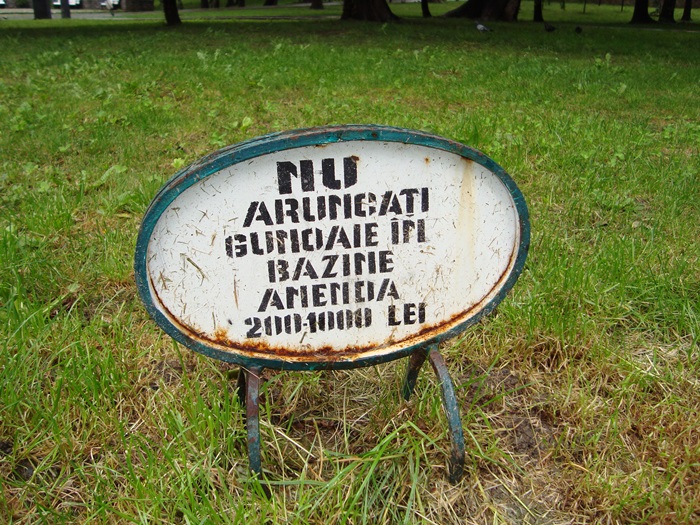 NU
ARUNCATI
GUNOAIE ÎN
BAZINE
AMENDA
200-1000 LEI